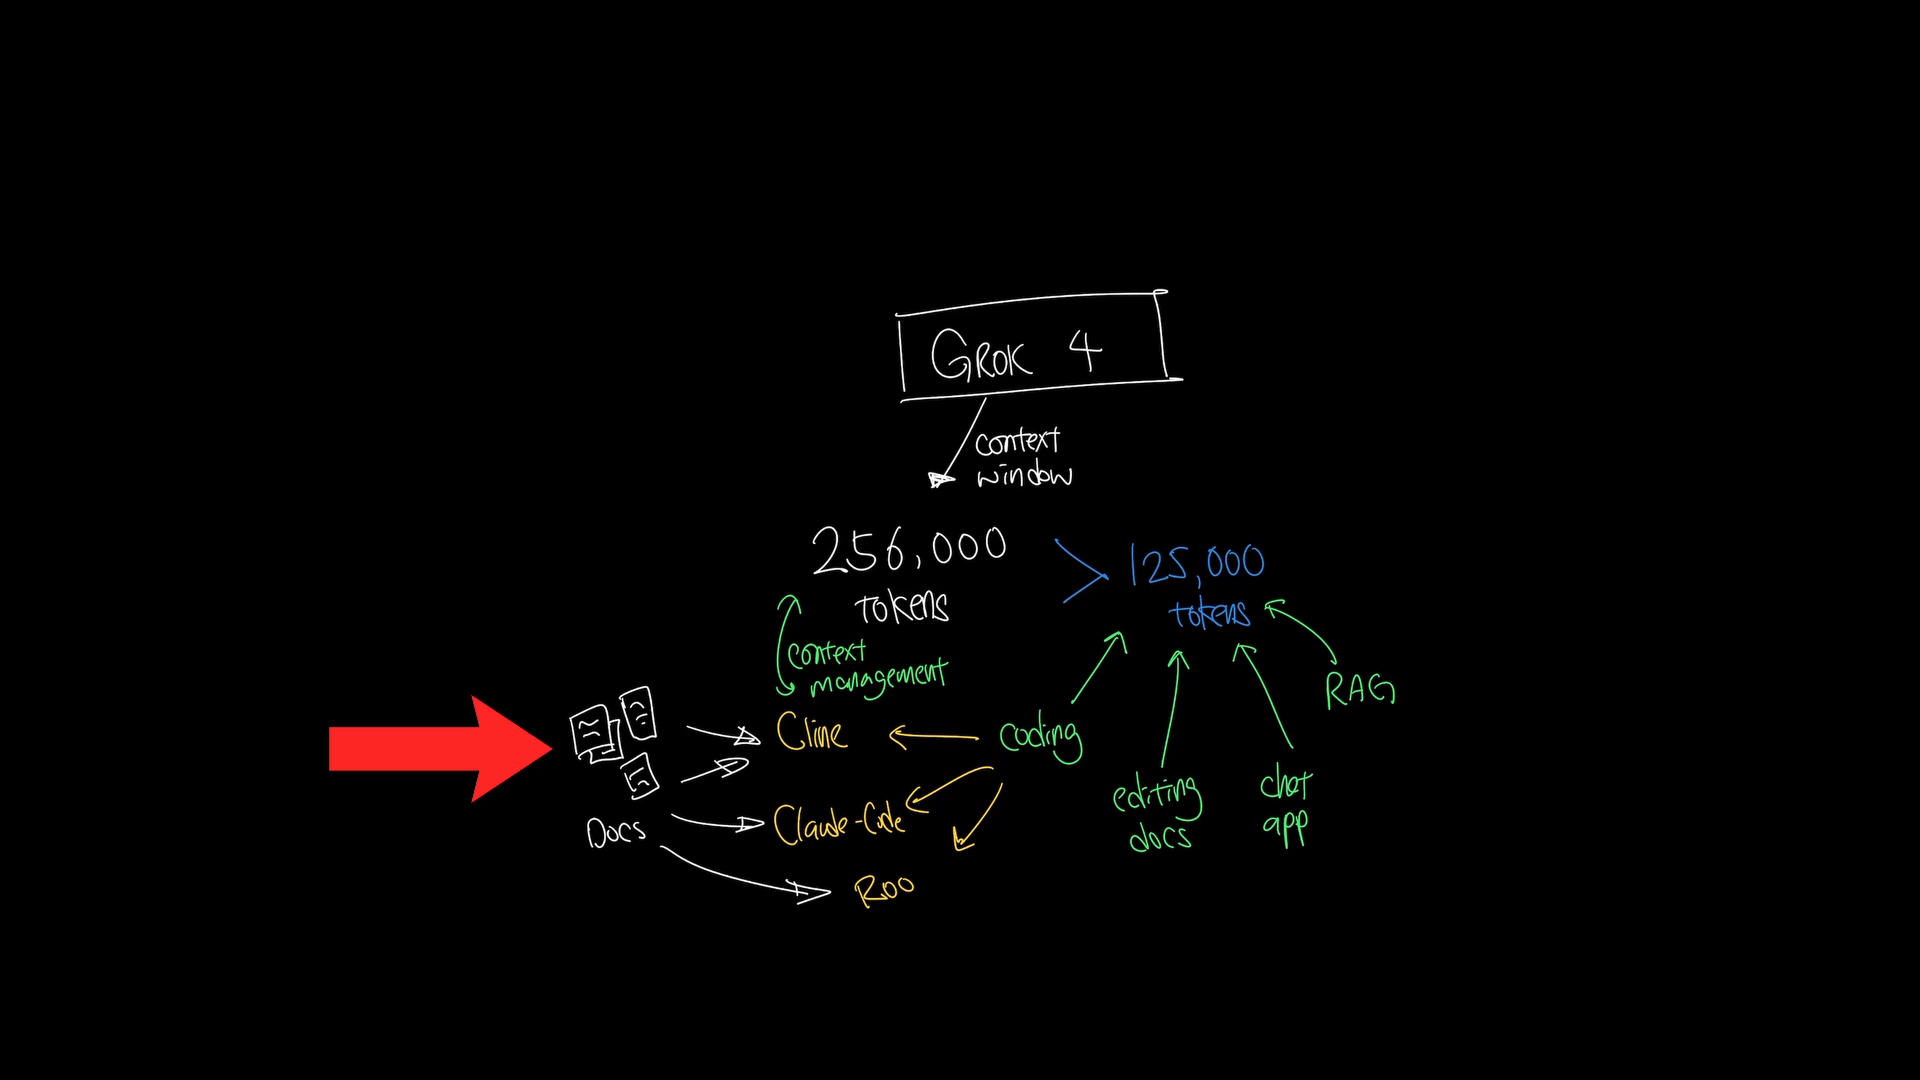 GROK 4
context
window
256,000
tokens
125,000
tokens
context
management
RAG
Cline
coding
editing
docs
chat
app
Docs
Claude-Code
Roo